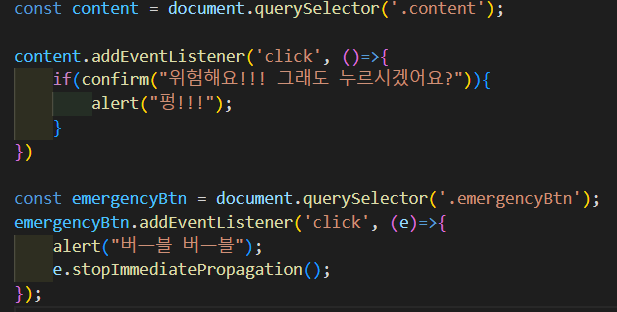 const content = document.querySelector('.content');
content.addEventListener('click', ()=>{
if(confirm("위험해요!!! 그래도 누르시겠어요?")){
alert("펑!!!");
}
})
const emergencyBtn = document.querySelector('.emergencyBtn');
emergencyBtn.addEventListener('click', (e)=>{
alert("버ㅡ블 버ㅡ블");
e.stopImmediatePropagation();
});